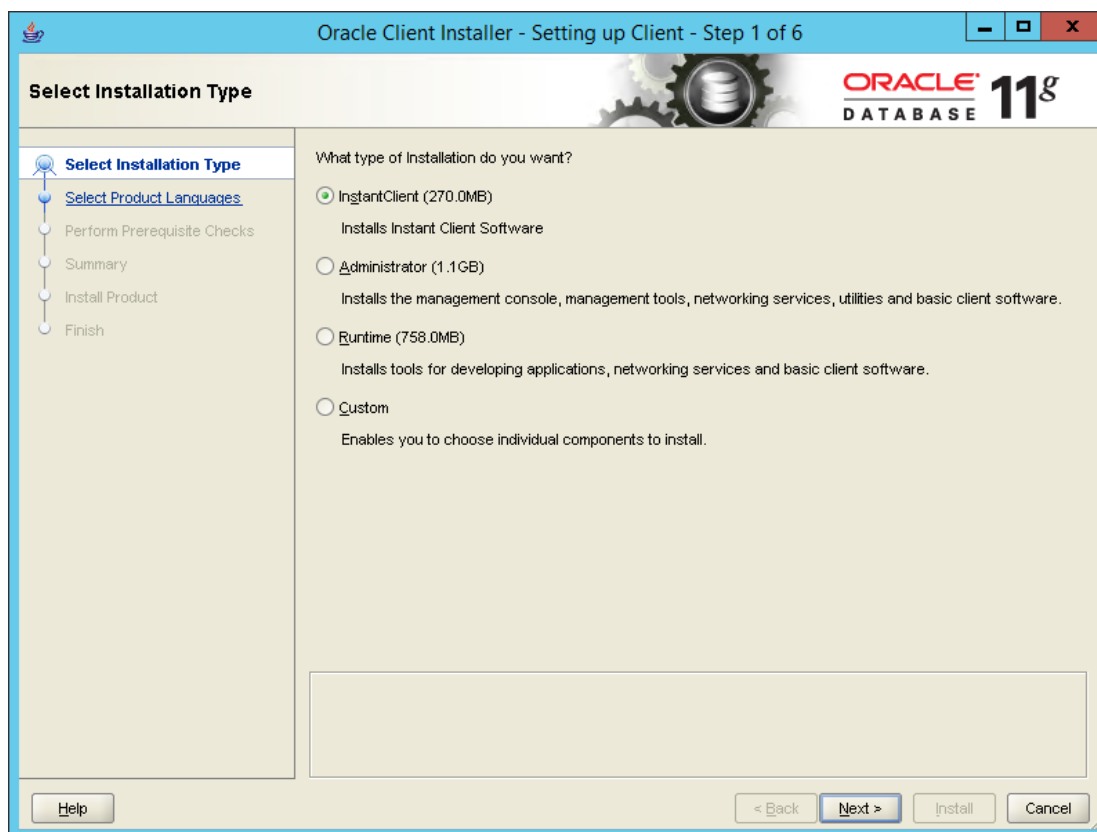 Oracle Client Installer - Setting up Client - Step 1 of 6
Select Installation Type
ORACLE DATABASE 11g
Select Installation Type
Select Product Languages
Perform Prerequisite Checks
Summary
Install Product
Finish
What type of Installation do you want?
InstantClient (270.0MB)
Installs Instant Client Software
Administrator (1.1GB)
Installs the management console, management tools, networking services, utilities and basic client software.
Runtime (758.0MB)
Installs tools for developing applications, networking services and basic client software.
Custom
Enables you to choose individual components to install.
Help
< Back
Next >
Install
Cancel